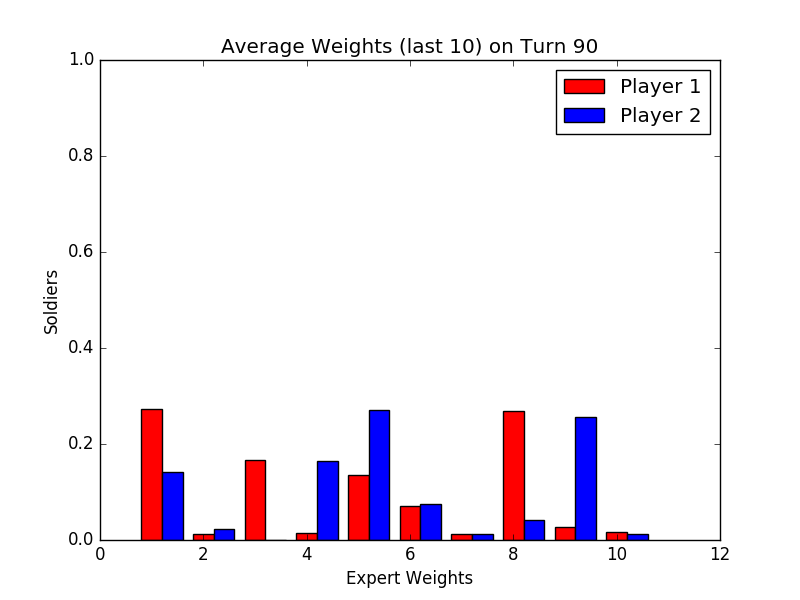 Average Weights (last 10) on Turn 90
1.0
Player 1
Player 2
0.8
0.6
Soldiers
0.4
0.2
0.0
0 2 4 6 8 10 12
Expert Weights